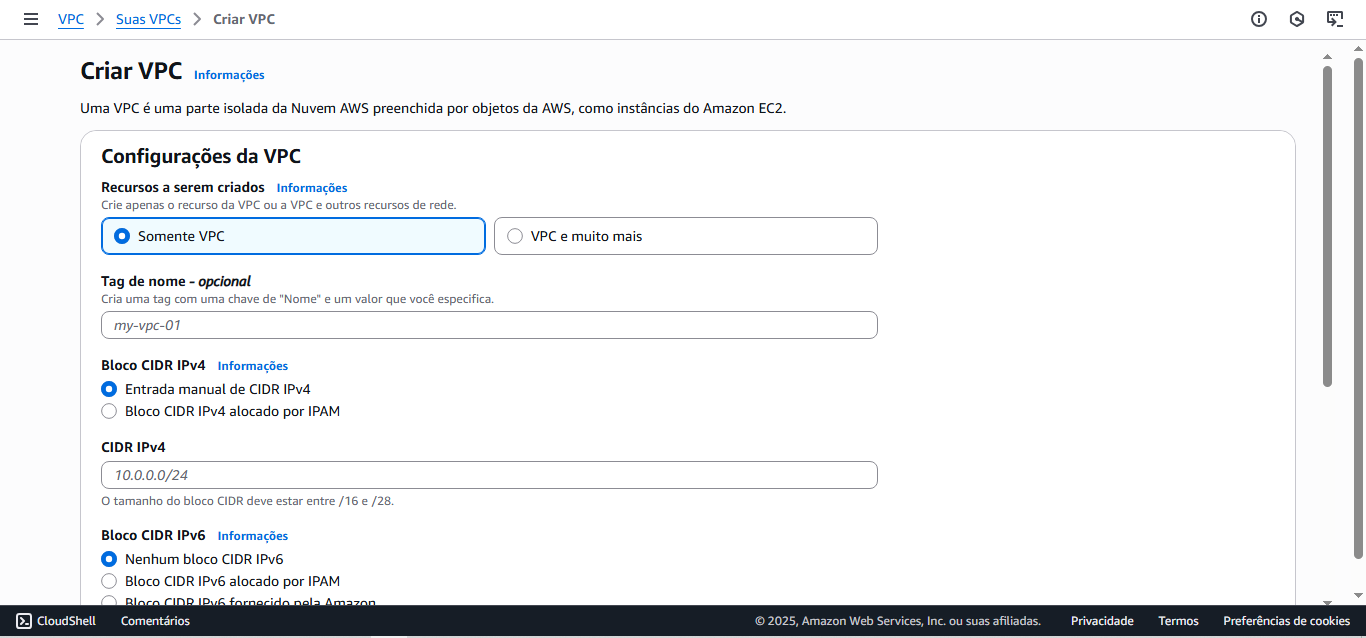 VPC > Suas VPCs > Criar VPC
Criar VPC Informações
Uma VPC é uma parte isolada da Nuvem AWS preenchida por objetos da AWS, como instâncias do Amazon EC2.
Configurações da VPC
Recursos a serem criados Informações
Crie apenas o recurso da VPC ou a VPC e outros recursos de rede.
Somente VPC VPC e muito mais
Tag de nome - opcional
Cria uma tag com uma chave de "Nome" e um valor que você especifica.
my-vpc-01
Bloco CIDR IPv4 Informações
Entrada manual de CIDR IPv4
Bloco CIDR IPv4 alocado por IPAM
CIDR IPv4
10.0.0.0/24
O tamanho do bloco CIDR deve estar entre /16 e /28.
Bloco CIDR IPv6 Informações
Nenhum bloco CIDR IPv6
Bloco CIDR IPv6 alocado por IPAM
Bloco CIDR IPv6 fornecido pela Amazon
CloudShell Comentários © 2025, Amazon Web Services, Inc. ou suas afiliadas. Privacidade Termos Preferências de cookies